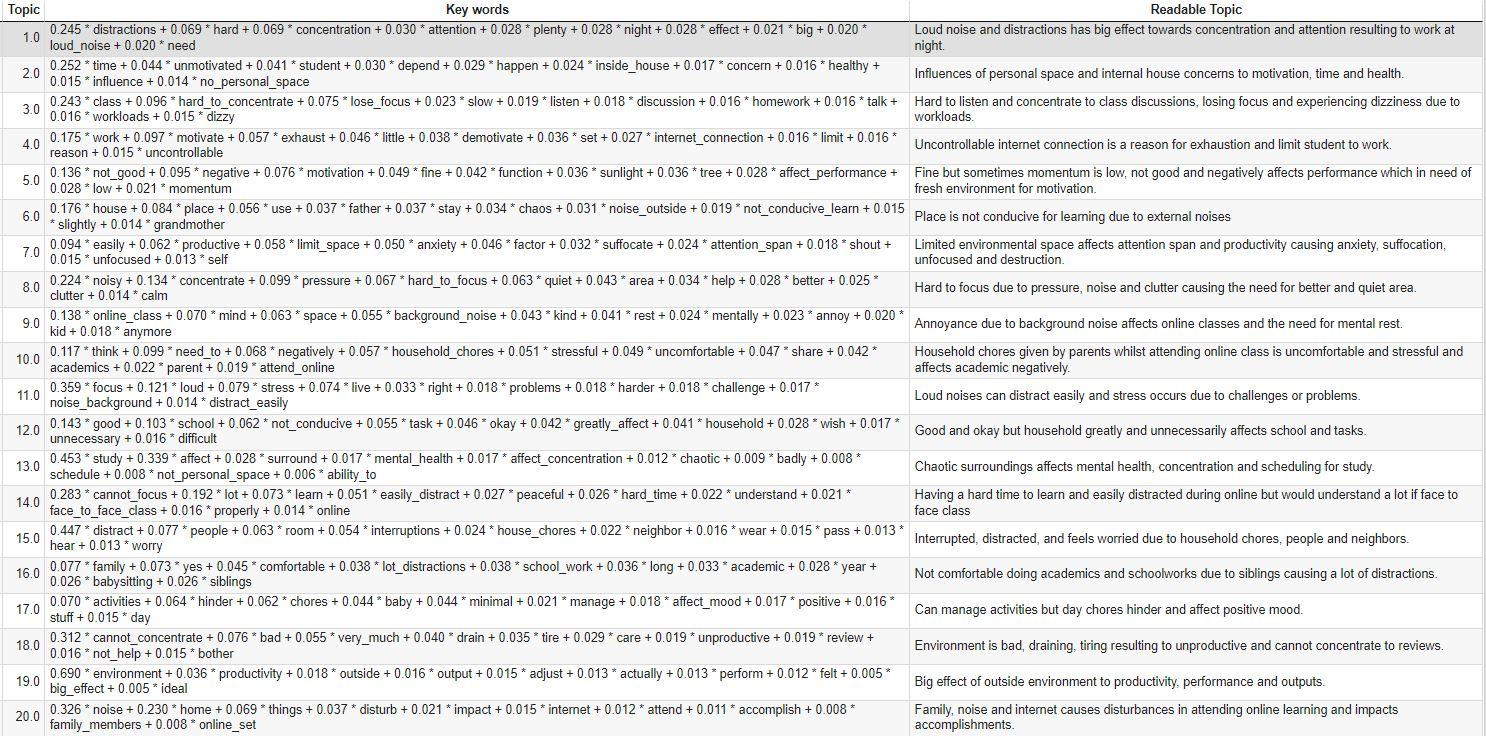 Topic Key words Readable Topic
1.0 0.245 * distractions + 0.069 * hard + 0.069 * concentration + 0.030 * attention + 0.028 * plenty + 0.028 * night + 0.028 * effect + 0.021 * big + 0.020 * Loud noise and distractions has big effect towards concentration and attention resulting to work at
loud_noise + 0.020 * need night.
2.0 0.252 * time + 0.044 * unmotivated + 0.041 * student + 0.030 * depend + 0.029 * happen + 0.024 * inside_house + 0.017 * concern + 0.016 * healthy + Influences of personal space and internal house concerns to motivation, time and health.
0.015 * influence + 0.014 * no_personal_space
3.0 0.243 * class + 0.096 * hard_to_concentrate + 0.075 * lose_focus + 0.023 * slow + 0.019 * listen + 0.018 * discussion + 0.016 * homework + 0.016 * talk + Hard to listen and concentrate to class discussions, losing focus and experiencing dizziness due to
0.016 * workloads + 0.015 * dizzy workloads.
4.0 0.175 * work + 0.097 * motivate + 0.057 * exhaust + 0.046 * little + 0.038 * demotivate + 0.036 * set + 0.027 * internet_connection + 0.016 * limit + 0.016 * Uncontrollable internet connection is a reason for exhaustion and limit student to work.
reason + 0.015 * uncontrollable
5.0 0.136 * not_good + 0.095 * negative + 0.076 * motivation + 0.049 * fine + 0.042 * function + 0.036 * sunlight + 0.036 * tree + 0.028 * affect_performance + Fine but sometimes momentum is low, not good and negatively affects performance which in need of
0.028 * low + 0.021 * momentum fresh environment for motivation.
6.0 0.176 * house + 0.084 * place + 0.056 * use + 0.037 * father + 0.037 * stay + 0.034 * chaos + 0.031 * noise_outside + 0.019 * not_conducive_learn + 0.015 Place is not conducive for learning due to external noises
* slightly + 0.014 * grandmother
7.0 0.094 * easily + 0.062 * productive + 0.058 * limit_space + 0.050 * anxiety + 0.046 * factor + 0.032 * suffocate + 0.024 * attention_span + 0.018 * shout + Limited environmental space affects attention span and productivity causing anxiety, suffocation,
0.015 * unfocused + 0.013 * self unfocused and destruction.
8.0 0.224 * noisy + 0.134 * concentrate + 0.099 * pressure + 0.067 * hard_to_focus + 0.063 * quiet + 0.043 * area + 0.034 * help + 0.028 * better + 0.025 * Hard to focus due to pressure, noise and clutter causing the need for better and quiet area.
clutter + 0.014 * calm
9.0 0.138 * online_class + 0.070 * mind + 0.063 * space + 0.055 * background_noise + 0.043 * kind + 0.041 * rest + 0.024 * mentally + 0.023 * annoy + 0.020 * Annoyance due to background noise affects online classes and the need for mental rest.
kid + 0.018 * anymore
10.0 0.117 * think + 0.099 * need_to + 0.068 * negatively + 0.057 * household_chores + 0.051 * stressful + 0.049 * uncomfortable + 0.047 * share + 0.042 * Household chores given by parents whilst attending online class is uncomfortable and stressful and
academics + 0.022 * parent + 0.019 * attend_online affects academic negatively.
11.0 0.359 * focus + 0.121 * loud + 0.079 * stress + 0.074 * live + 0.033 * right + 0.018 * problems + 0.018 * harder + 0.018 * challenge + 0.017 * Loud noises can distract easily and stress occurs due to challenges or problems.
noise_background + 0.014 * distract_easily
12.0 0.143 * good + 0.103 * school + 0.062 * not_conducive + 0.055 * task + 0.046 * okay + 0.042 * greatly_affect + 0.041 * household + 0.028 * wish + 0.017 * Good and okay but household greatly and unnecessarily affects school and tasks.
unnecessary + 0.016 * difficult
13.0 0.453 * study + 0.339 * affect + 0.028 * surround + 0.017 * mental_health + 0.017 * affect_concentration + 0.012 * chaotic + 0.009 * badly + 0.008 * Chaotic surroundings affects mental health, concentration and scheduling for study.
schedule + 0.008 * not_personal_space + 0.006 * ability_to
14.0 0.283 * cannot_focus + 0.192 * lot + 0.073 * learn + 0.051 * easily_distract + 0.027 * peaceful + 0.026 * hard_time + 0.022 * understand + 0.021 * Having a hard time to learn and easily distracted during online but would understand a lot if face to
face_to_face_class + 0.016 * properly + 0.014 * online face class
15.0 0.447 * distract + 0.077 * people + 0.063 * room + 0.054 * interruptions + 0.024 * house_chores + 0.022 * neighbor + 0.016 * wear + 0.015 * pass + 0.013 * Interrupted, distracted, and feels worried due to household chores, people and neighbors.
hear + 0.013 * worry
16.0 0.077 * family + 0.073 * yes + 0.045 * comfortable + 0.038 * lot_distractions + 0.038 * school_work + 0.036 * long + 0.033 * academic + 0.028 * year + Not comfortable doing academics and schoolworks due to siblings causing a lot of distractions.
0.026 * babysitting + 0.026 * siblings
17.0 0.070 * activities + 0.064 * hinder + 0.062 * chores + 0.044 * baby + 0.044 * minimal + 0.021 * manage + 0.018 * affect_mood + 0.017 * positive + 0.016 * Can manage activities but day chores hinder and affect positive mood.
stuff + 0.015 * day
18.0 0.312 * cannot_concentrate + 0.076 * bad + 0.055 * very_much + 0.040 * drain + 0.035 * tire + 0.029 * care + 0.019 * unproductive + 0.019 * review + Environment is bad, draining, tiring resulting to unproductive and cannot concentrate to reviews.
0.016 * not_help + 0.015 * bother
19.0 0.690 * environment + 0.036 * productivity + 0.018 * outside + 0.016 * output + 0.015 * adjust + 0.013 * actually + 0.013 * perform + 0.012 * felt + 0.005 * Big effect of outside environment to productivity, performance and outputs.
big_effect + 0.005 * ideal
20.0 0.326 * noise + 0.230 * home + 0.069 * things + 0.037 * disturb + 0.021 * impact + 0.015 * internet + 0.012 * attend + 0.011 * accomplish + 0.008 * Family, noise and internet causes disturbances in attending online learning and impacts
family_members + 0.008 * online_set accomplishments.